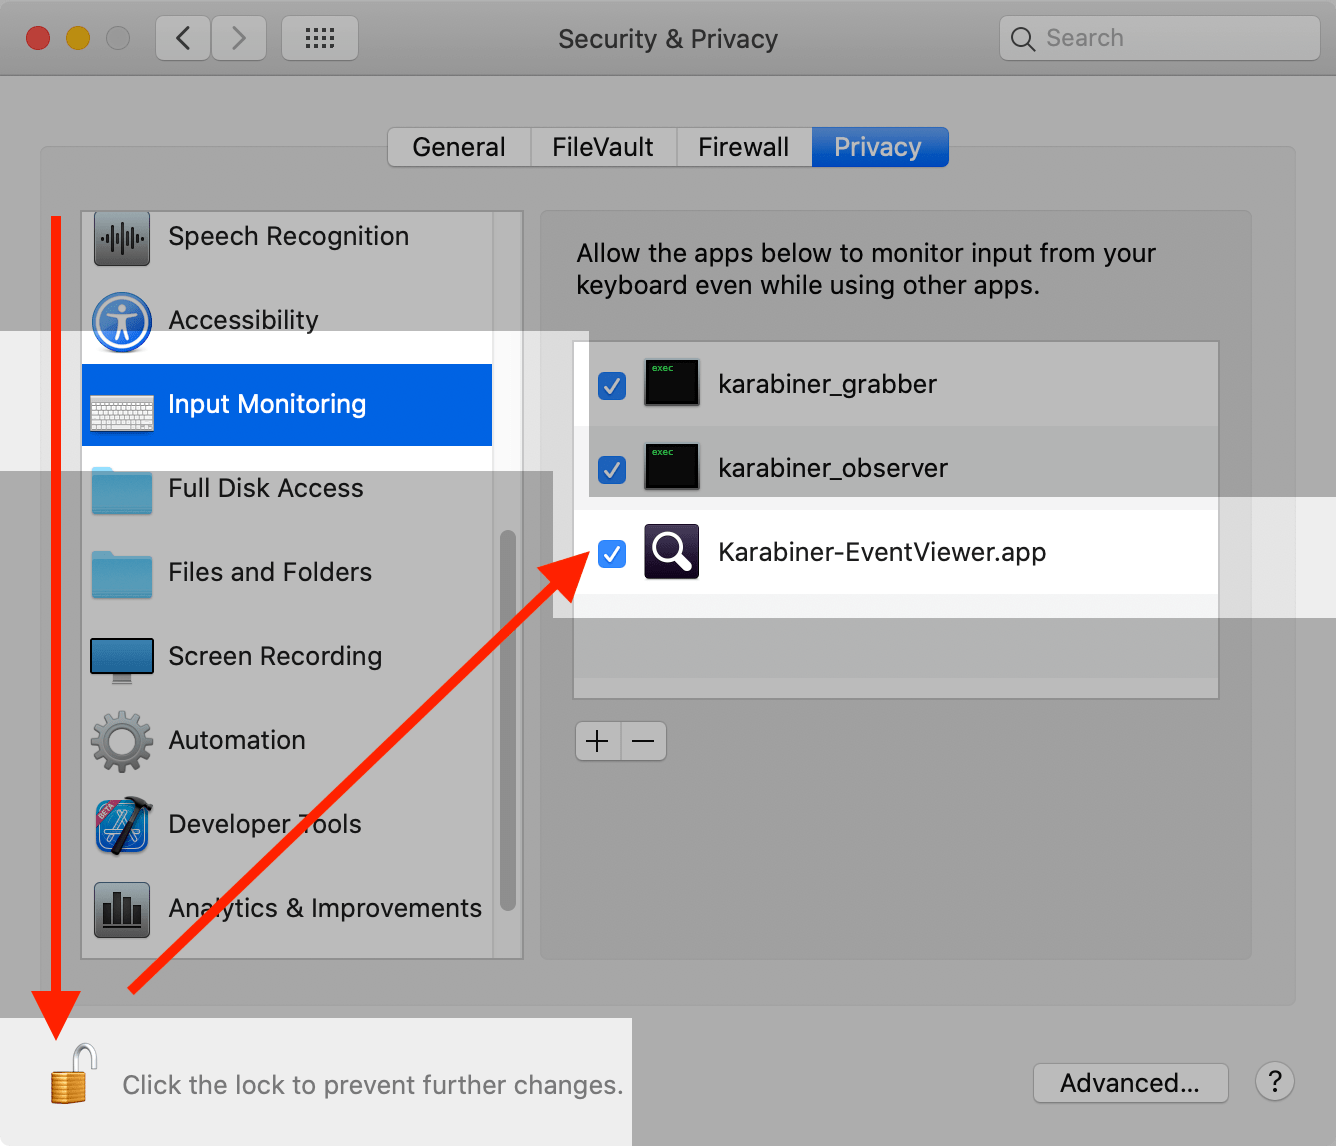 Security & Privacy
Search
General
FileVault
Firewall
Privacy
Speech Recognition
Accessibility
Input Monitoring
Full Disk Access
Files and Folders
Screen Recording
Automation
BETA
Developer Tools
Analytics & Improvements
Allow the apps below to monitor input from your
keyboard even while using other apps.
exec
karabiner_grabber
exec
karabiner_observer
Karabiner-EventViewer.app
Click the lock to prevent further changes.
Advanced...
?